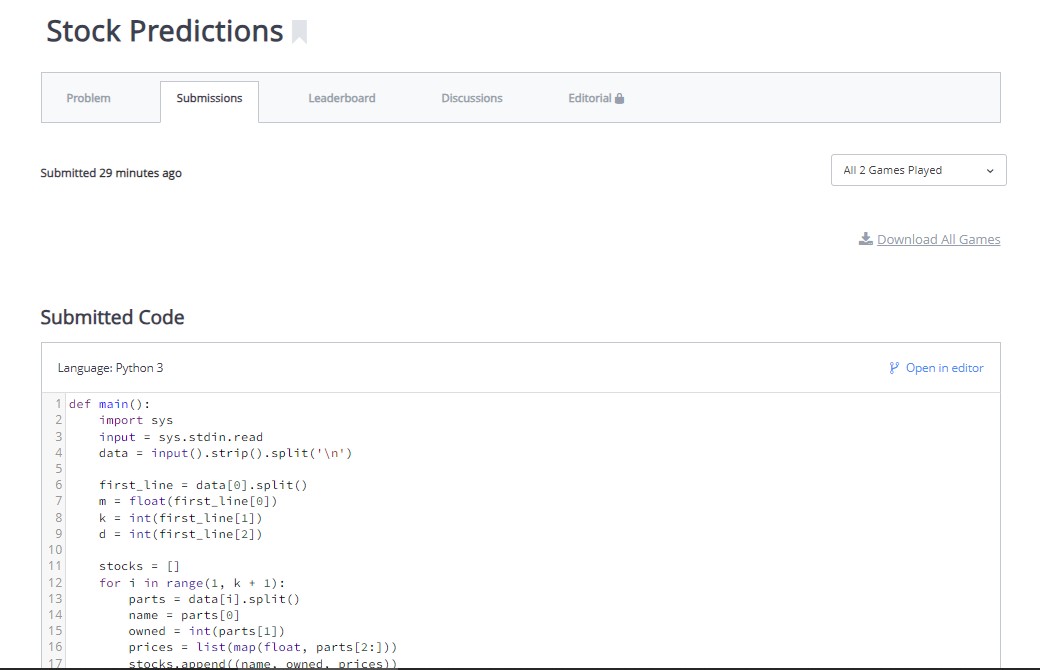 Stock Predictions
Problem
Submissions
Leaderboard
Discussions
Editorial
Submitted 29 minutes ago
All 2 Games Played
Download All Games
Submitted Code
Language: Python 3
Open in editor
1 def main():
2     import sys
3     input = sys.stdin.read
4     data = input().strip().split('\n')
5
6     first_line = data[0].split()
7     m = float(first_line[0])
8     k = int(first_line[1])
9     d = int(first_line[2])
10
11     stocks = []
12     for i in range(1, k + 1):
13         parts = data[i].split()
14         name = parts[0]
15         owned = int(parts[1])
16         prices = list(map(float, parts[2:]))
17         stocks.append((name, owned, prices))